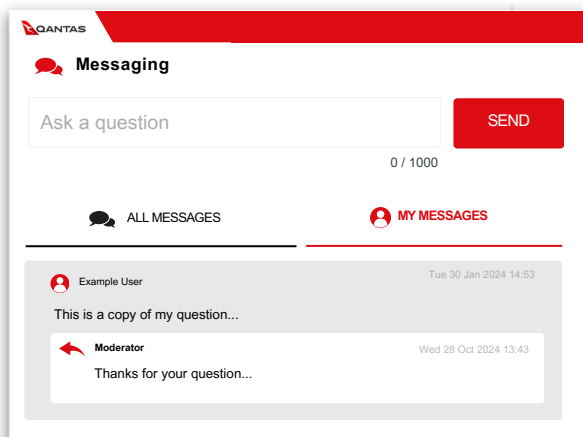 QANTAS
Messaging
Ask a question
SEND
0 / 1000
ALL MESSAGES
MY MESSAGES
Example User
Tue 30 Jan 2024 14:53
This is a copy of my question...
Moderator
Wed 28 Oct 2024 13:43
Thanks for your question...